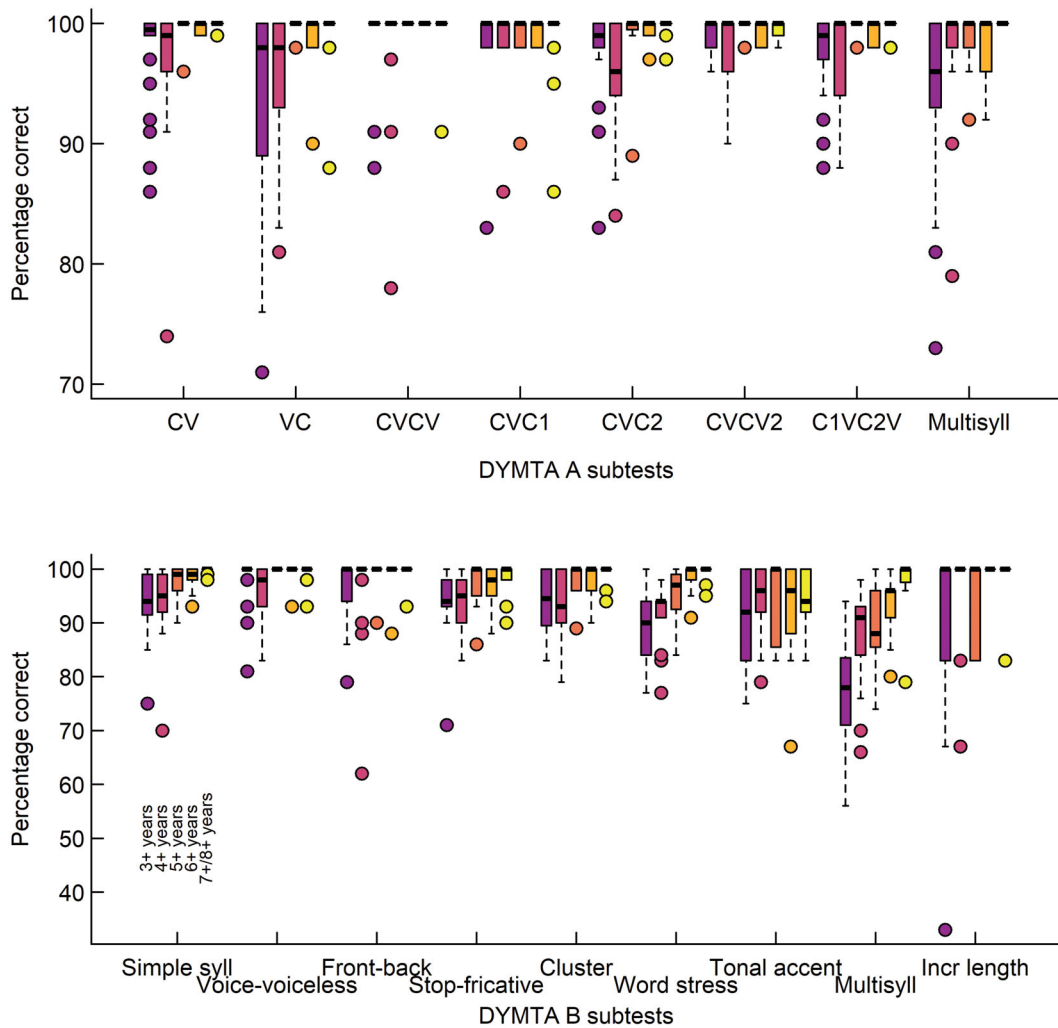 100
90
80
70
Percentage correct
CV VC CVCV CVC1 CVC2 CVCV2 C1VC2V Multisyll
DYMTA A subtests
100
90
80
70
60
50
40
Percentage correct
3+ years
4+ years
5+ years
6+ years
7+/8+ years
Simple syll Front-back Cluster Tonal accent Incr length
Voice-voiceless Stop-fricative Word stress Multisyll
DYMTA B subtests